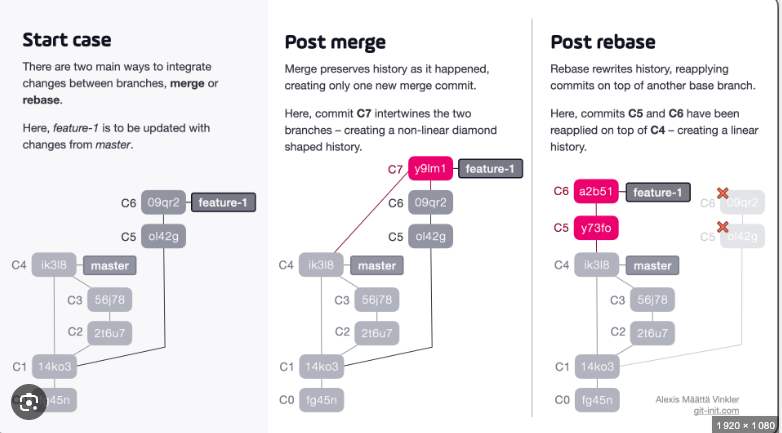 Start case
There are two main ways to integrate
changes between branches, merge or
rebase.
Here, feature-1 is to be updated with
changes from master.
C6 09qr2 feature-1
C5 ol42g
C4 ik3l8 master
C3 56j78
C2 2t6u7
C1 14ko3
g45n
Post merge
Merge preserves history as it happened,
creating only one new merge commit.
Here, commit C7 intertwines the two
branches – creating a non-linear diamond
shaped history.
C7 y9lm1 feature-1
C6 09qr2
C5 ol42g
C4 ik3l8 master
C3 56j78
C2 2t6u7
C1 14ko3
C0 fg45n
Post rebase
Rebase rewrites history, reapplying
commits on top of another base branch.
Here, commits C5 and C6 have been
reapplied on top of C4 – creating a linear
history.
C6 a2b51 feature-1 C6 09qr2
C5 y73fo C5 ol42g
C4 ik3l8 master
C3 56j78
C2 2t6u7
C1 14ko3
C0 fg45n
Alexis Määttä Vinkler
git-init.com
1920 × 1080